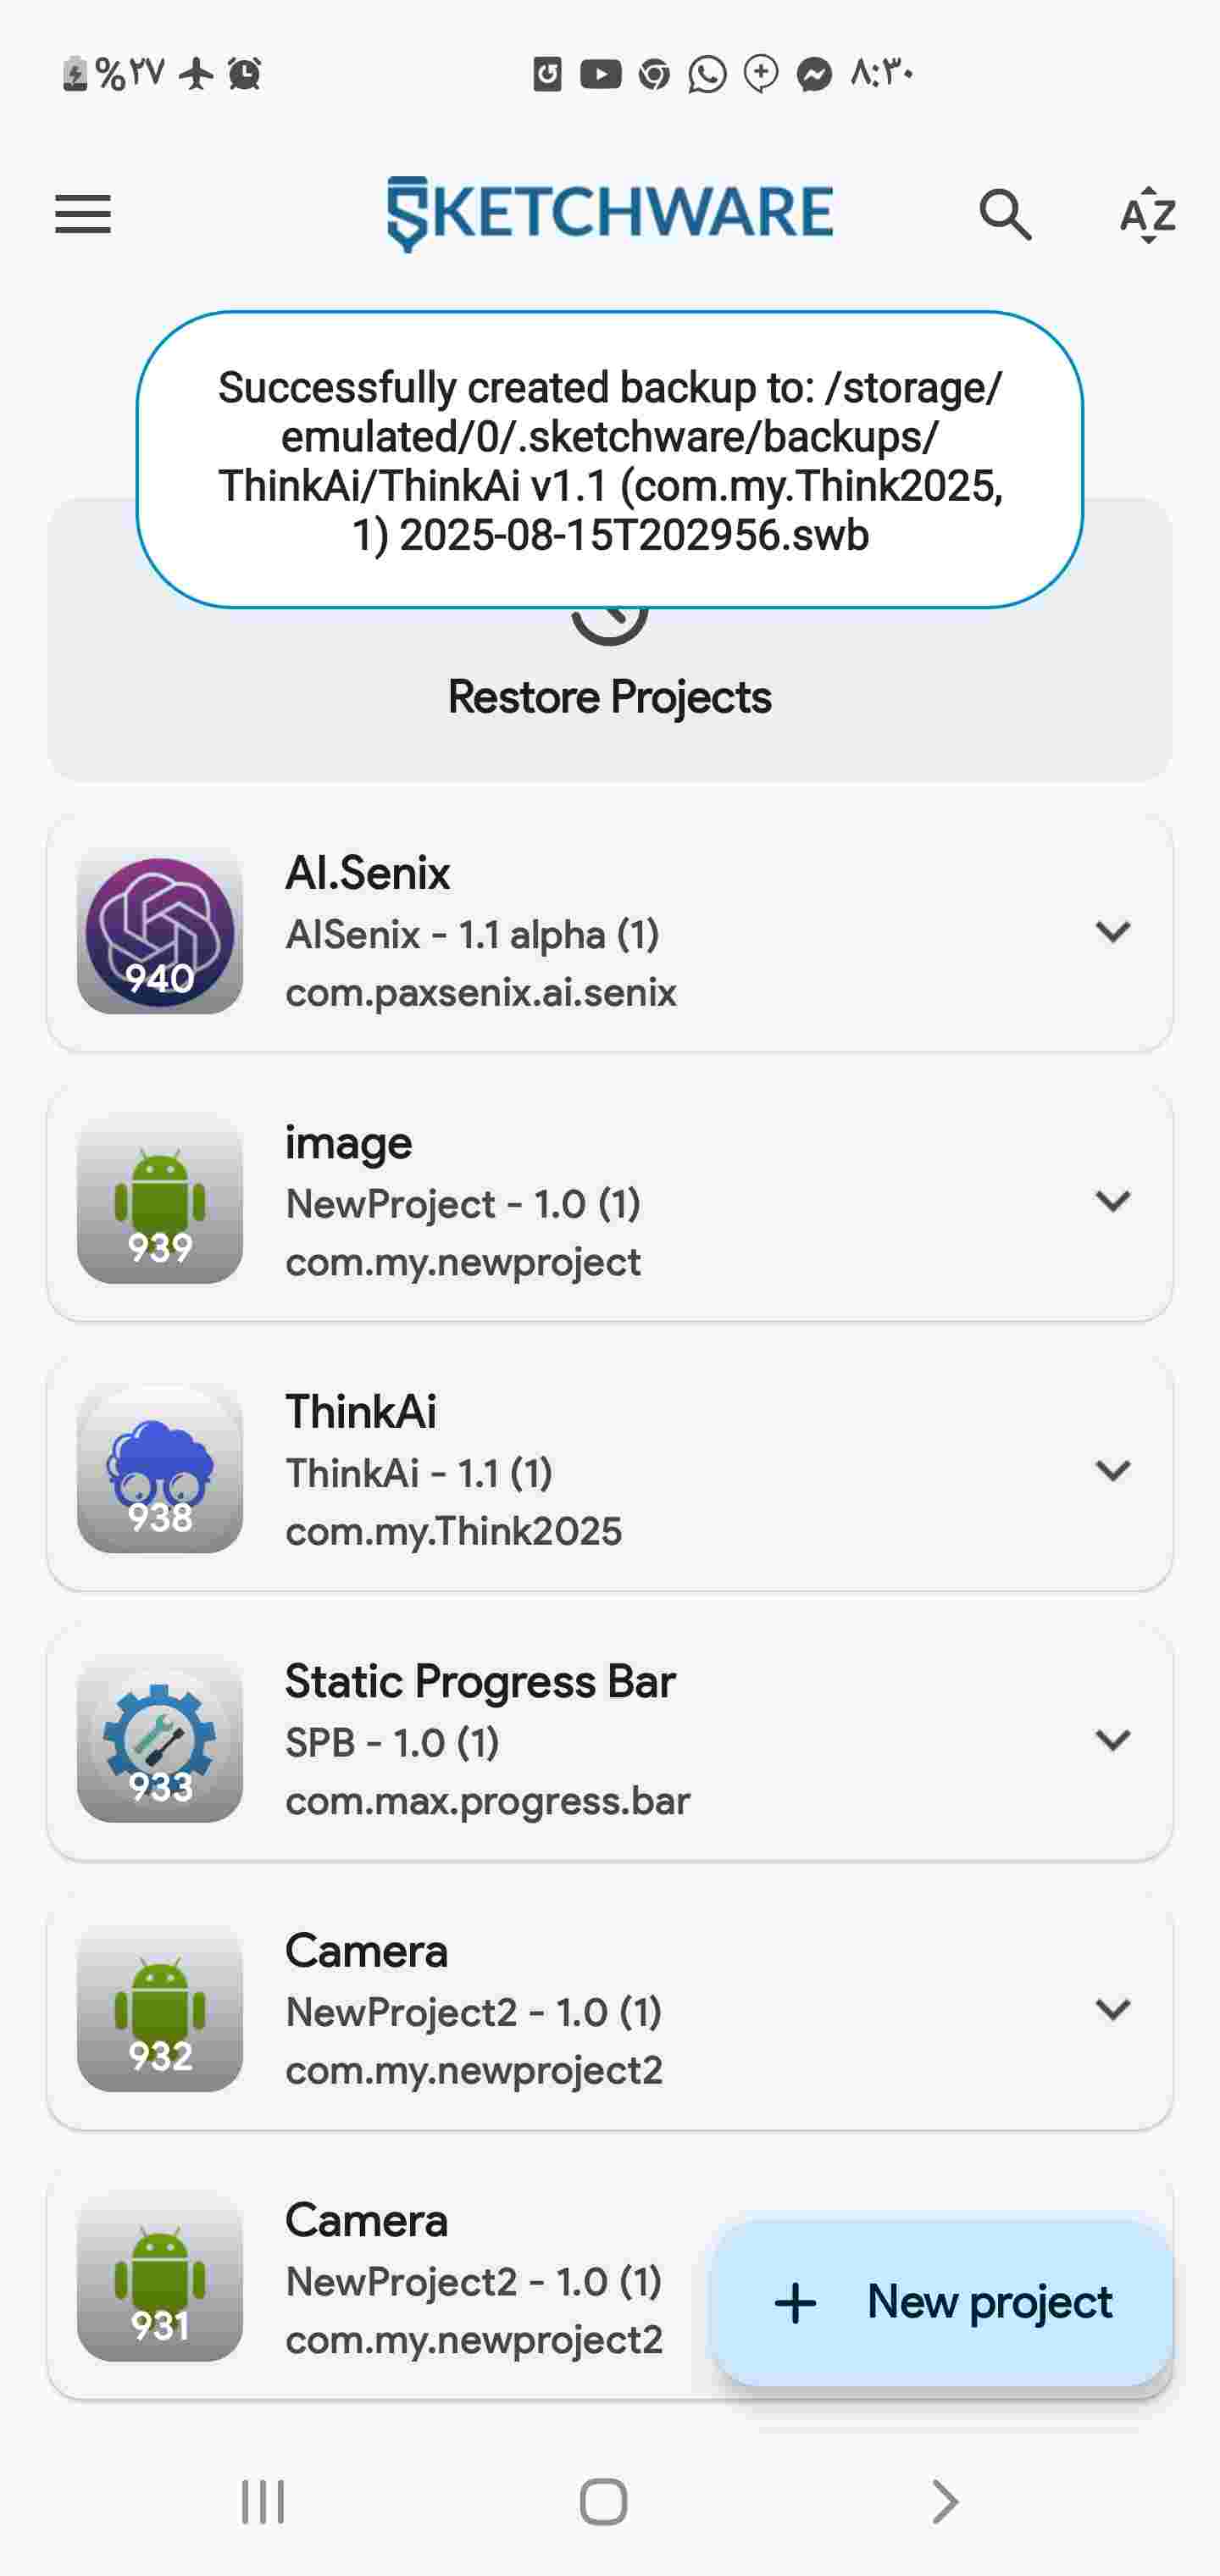 %٢٧
٨:٣٠
SKETCHWARE
AZ
Successfully created backup to: /storage/
emulated/0/.sketchware/backups/
ThinkAi/ThinkAi v1.1 (com.my.Think2025,
1) 2025-08-15T202956.swb
Restore Projects
AI.Senix
AISenix - 1.1 alpha (1)
com.paxsenix.ai.senix
940
image
NewProject - 1.0 (1)
com.my.newproject
939
ThinkAi
ThinkAi - 1.1 (1)
com.my.Think2025
938
Static Progress Bar
SPB - 1.0 (1)
com.max.progress.bar
933
Camera
NewProject2 - 1.0 (1)
com.my.newproject2
932
Camera
NewProject2 - 1.0 (1)
com.my.newproject2
931
+ New project